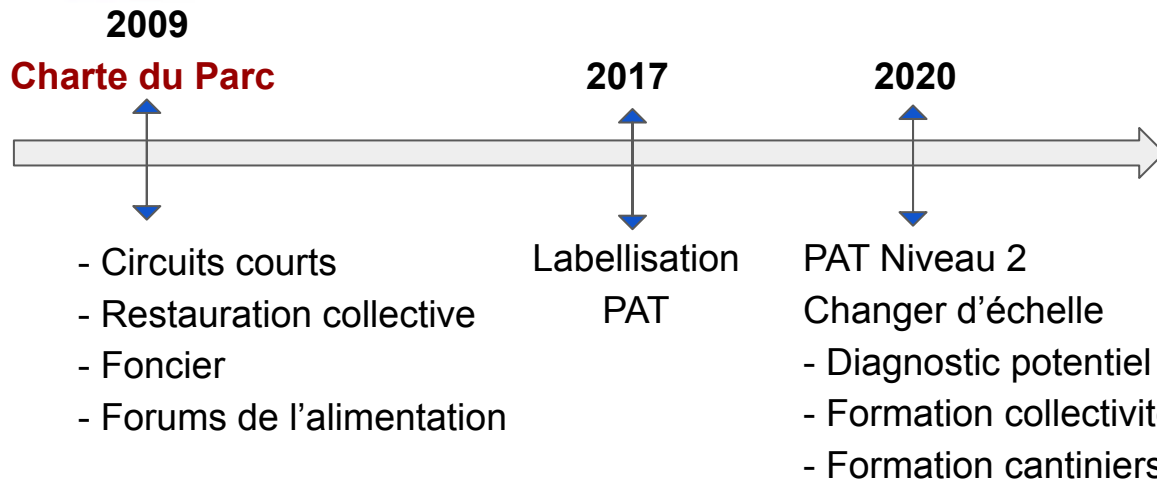 2009
Charte du Parc
2017
2020
- Circuits courts
- Restauration collective
- Foncier
- Forums de l'alimentation
Labellisation
PAT
PAT Niveau 2
Changer d'échelle
- Diagnostic potentiel
- Formation
- Formation cantiniers